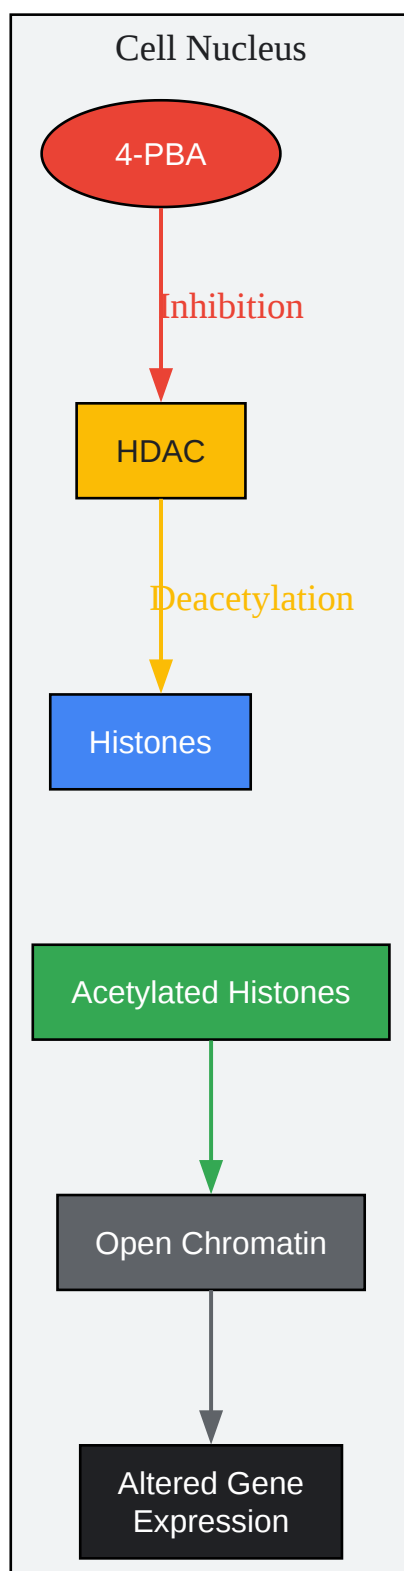 Cell Nucleus
4-PBA
Inhibition
HDAC
Deacetylation
Histones
Acetylated Histones
Open Chromatin
Altered Gene
Expression